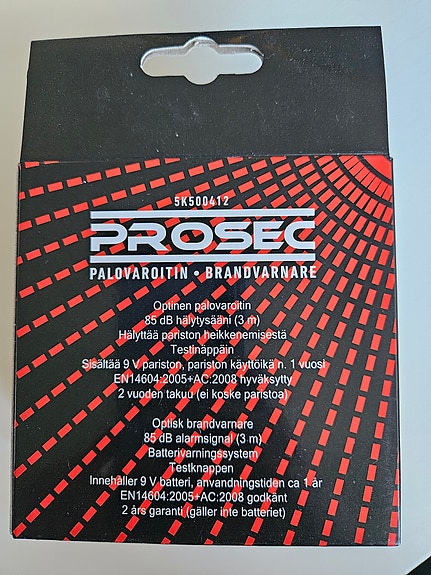 5K500412
PROSEC
PALOVAROITIN • BRANDVARNARE
Optinen palovaroitin
85 dB hälytysääni (3 m)
Hälyttää pariston heikkenemisestä
Testinäppäin
Sisältää 9 V pariston, pariston käyttöikä n. 1 vuosi
EN14604:2005+AC:2008 hyväksytty
2 vuoden takuu (ei koske paristoa)
Optisk brandvarnare
85 dB alarmsignal (3 m)
Batterivarningssystem
Testknappen
Innehåller 9 V batteri, anvandningstiden ca 1 år
EN14604:2005+AC:2008 godkänt
2 års garanti (gäller inte batteriet)